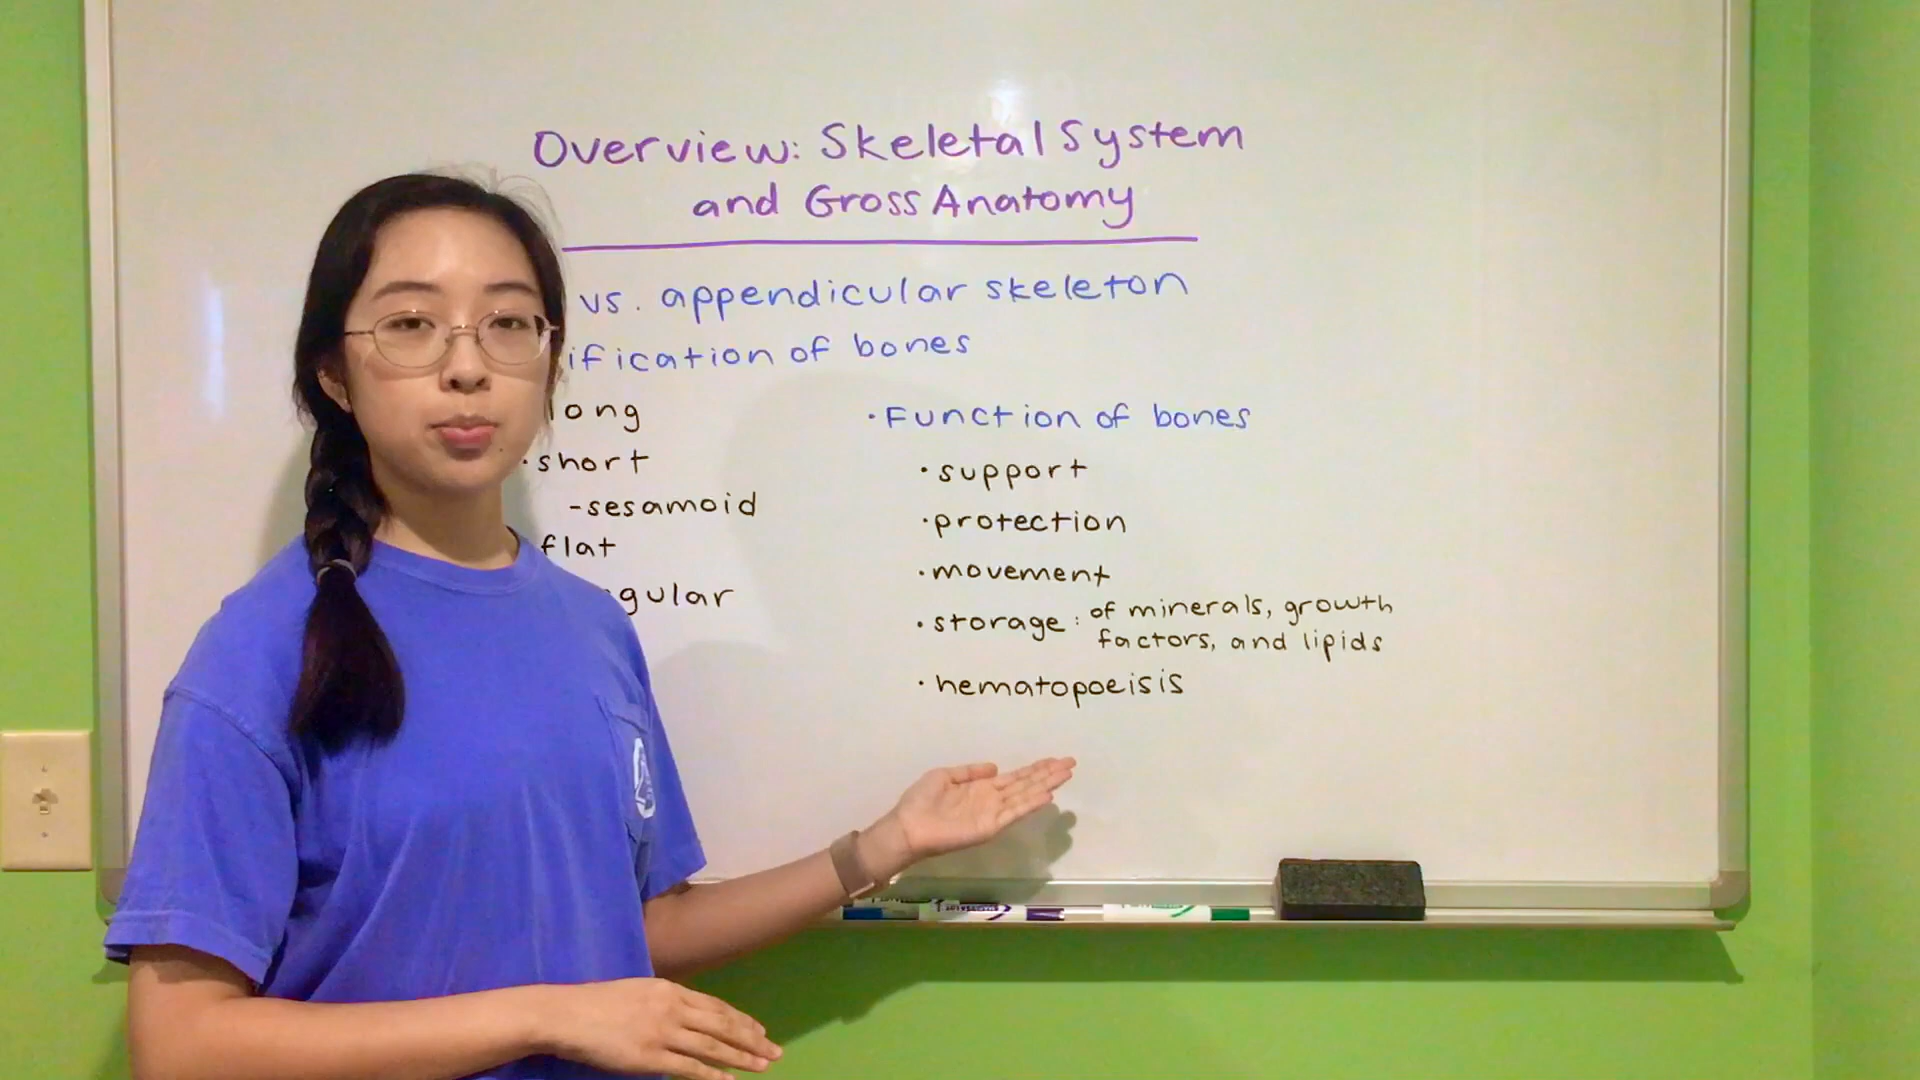 Overview: Skeletal System
and Gross Anatomy
vs. appendicular skeleton
ification of bones
long
• short
- sesamoid
flat
gular
• Function of bones
• support
• protection
• movement
• storage: of minerals, growth
factors, and lipids
• hematopoeisis